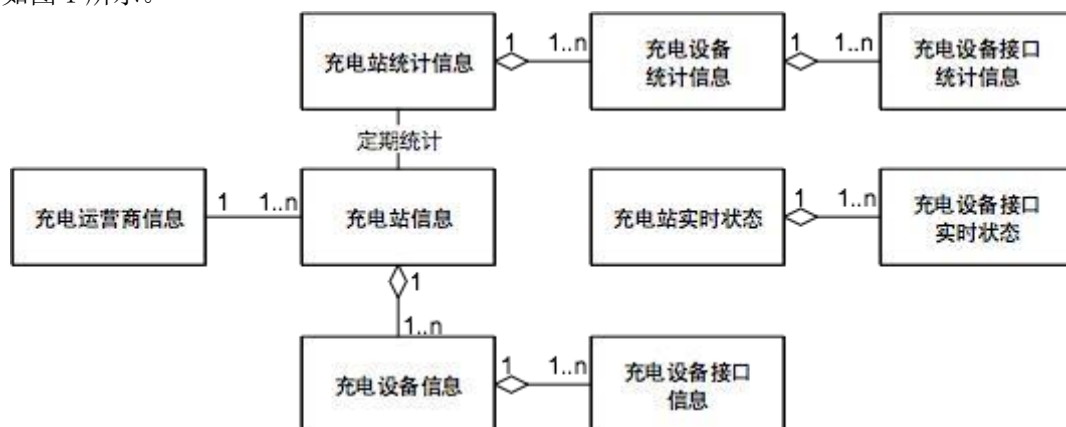 如图1所示。
充电站统计信息
1
1..n
充电设备
统计信息
1
1..n
充电设备接口
统计信息
定期统计
充电运营商信息
1
1..n
充电站信息
充电站实时状态
1
1..n
充电设备接口
实时状态
1
1..n
充电设备信息
1
1..n
充电设备接口
信息